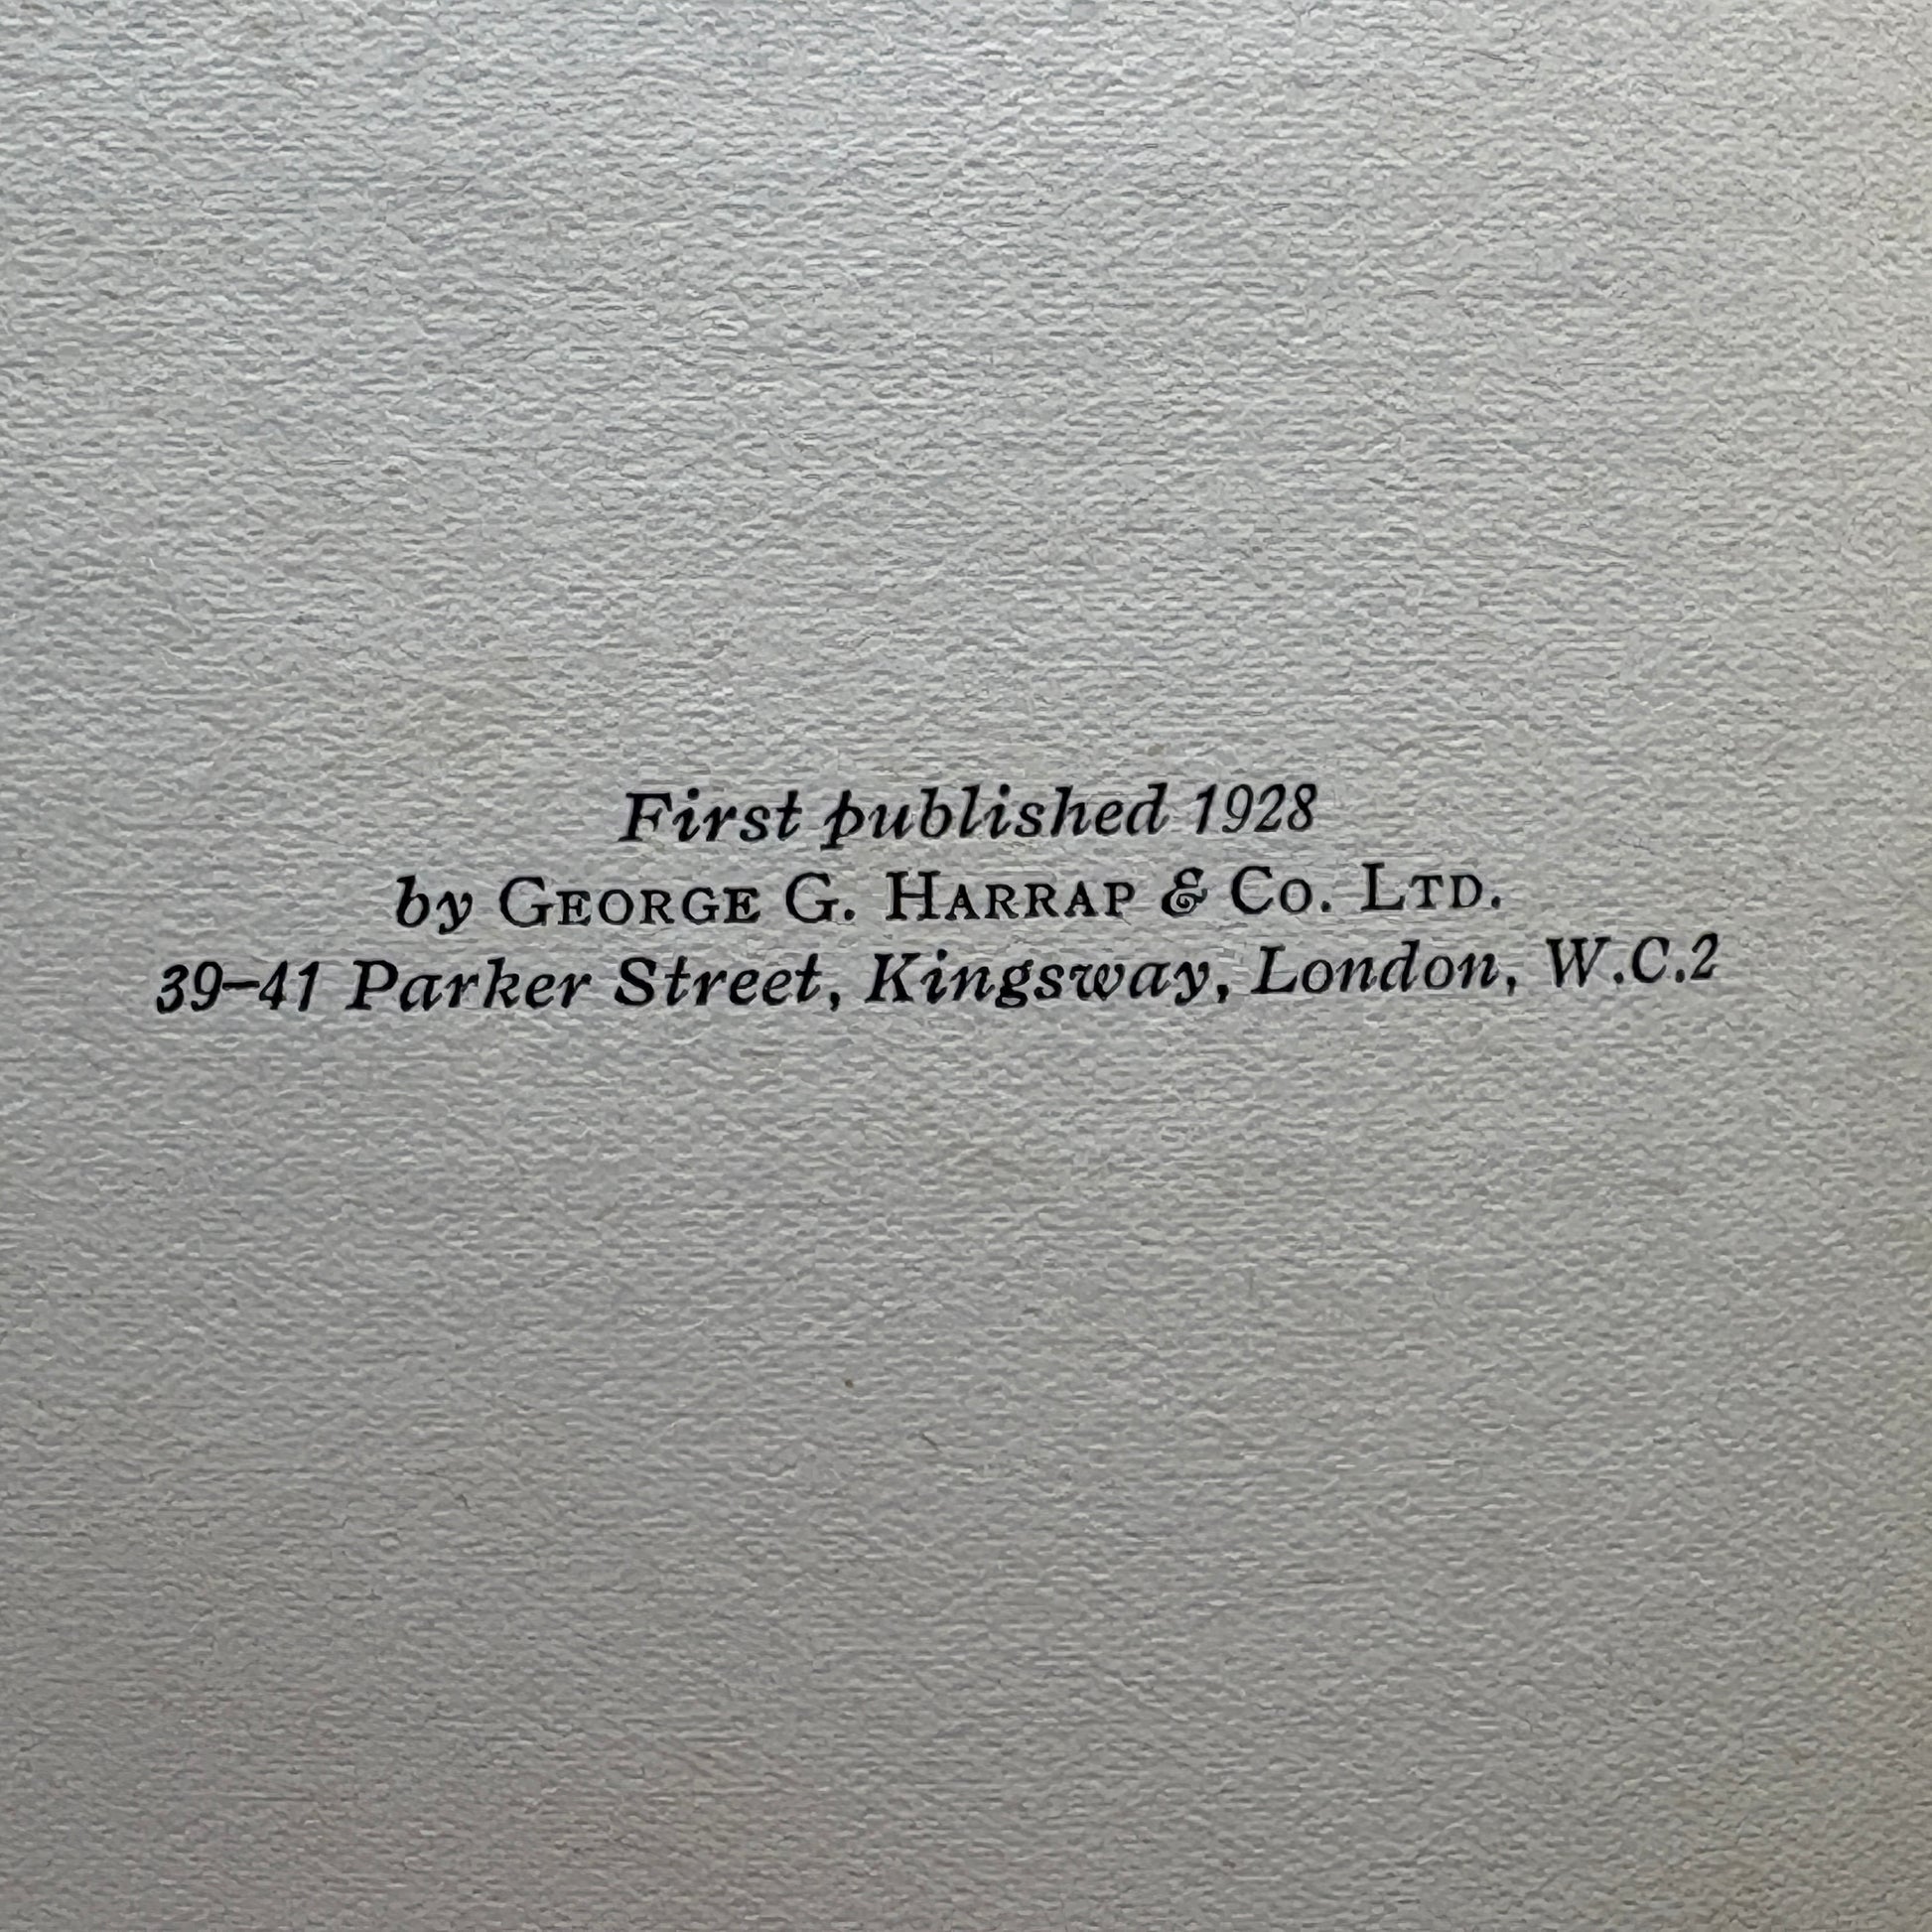 First published 1928
by GEORGE G. HARRAP & Co. LTD.
39–41 Parker Street, Kingsway, London, W.C.2